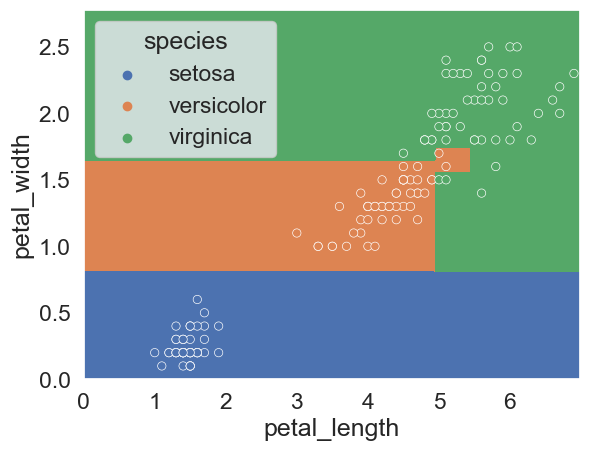 species
setosa
versicolor
virginica
petal_width
2.5
2.0
1.5
1.0
0.5
0.0
0 1 2 3 4 5 6
petal_length